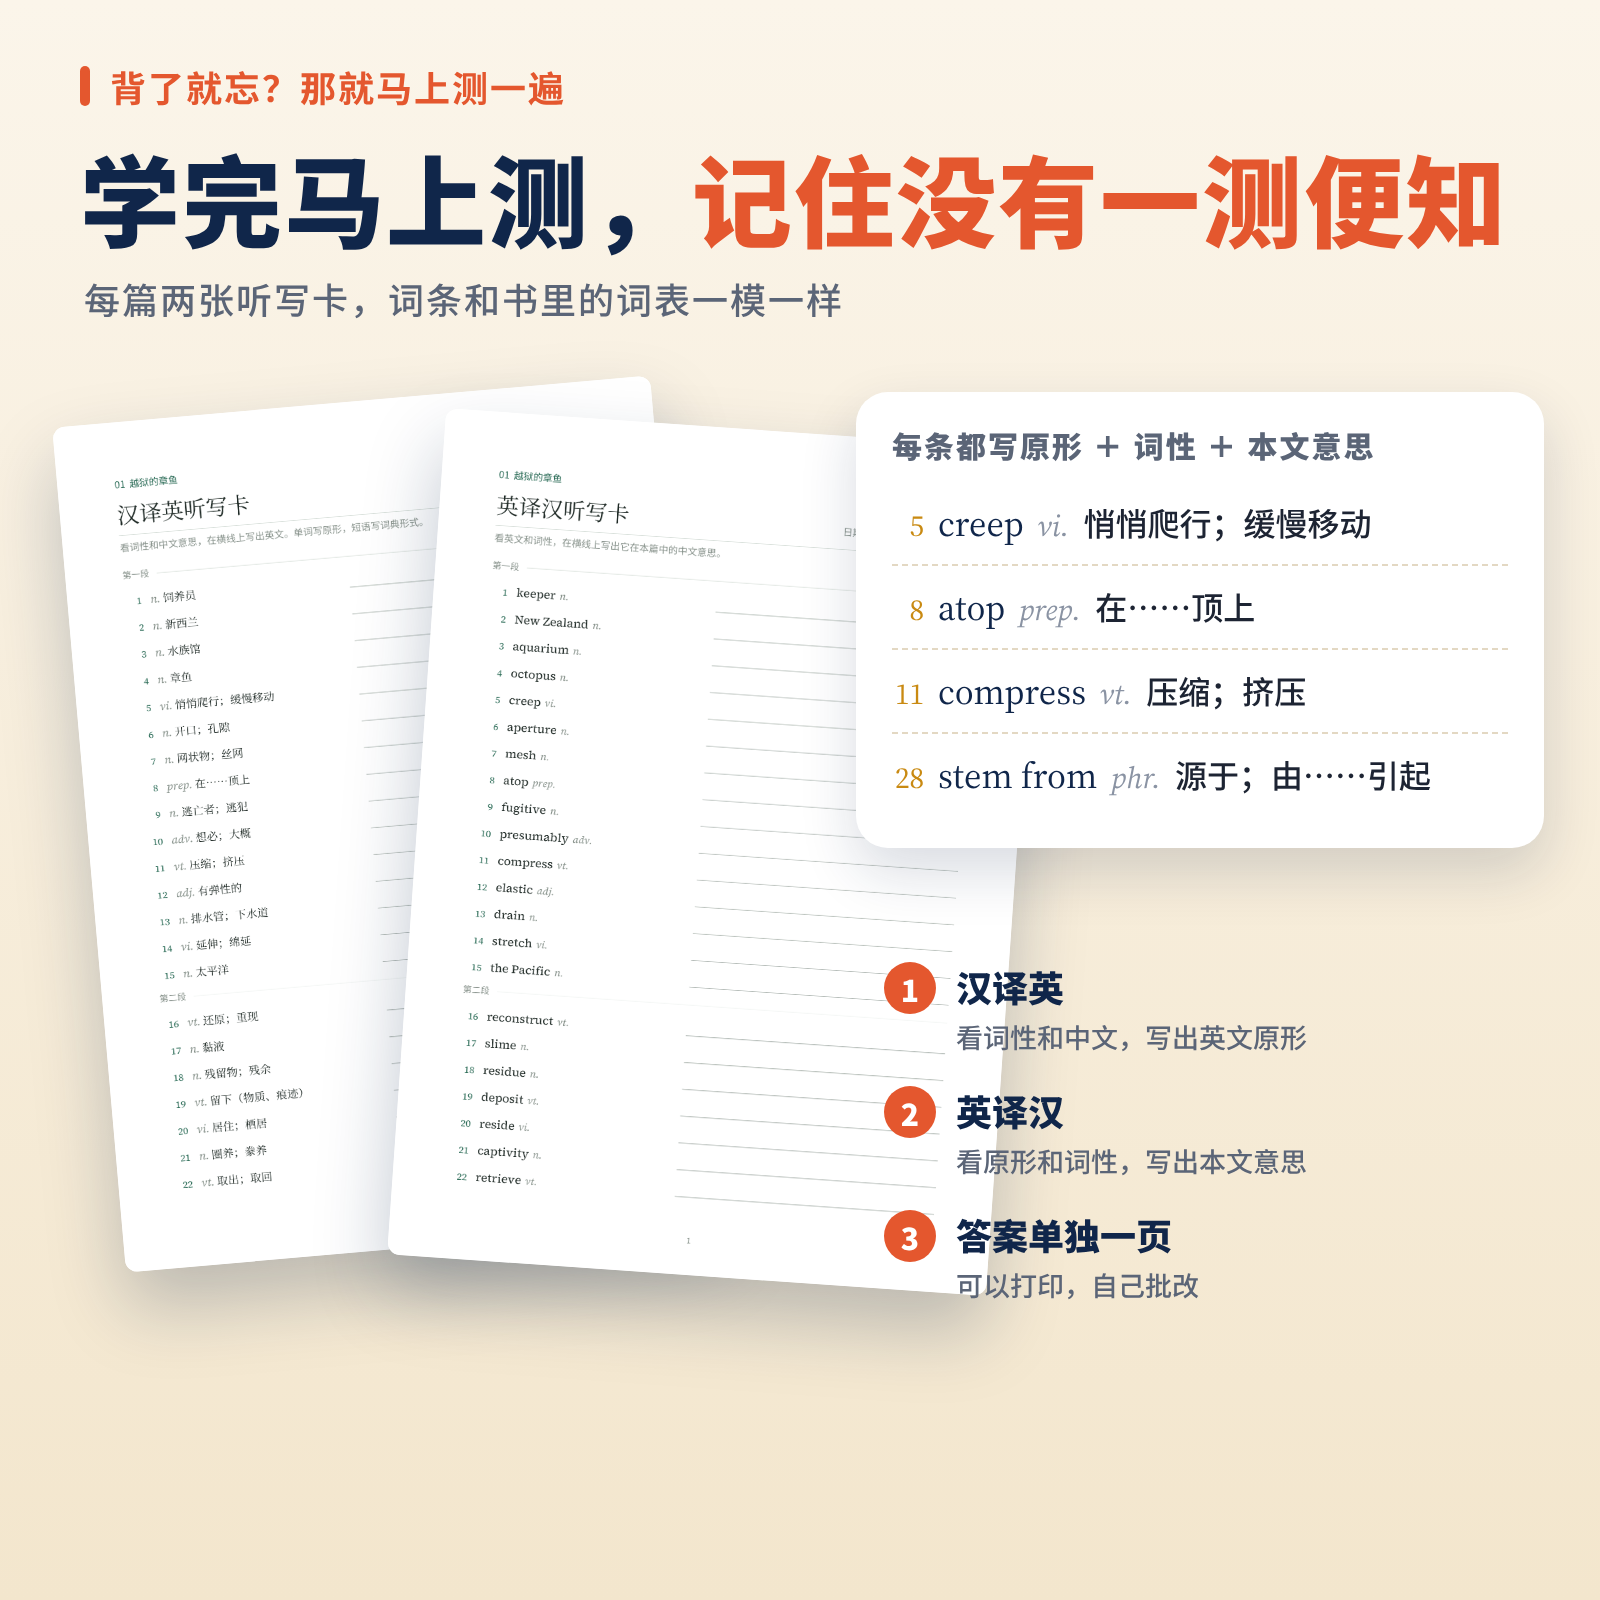 背了就忘？那就马上测一遍
学完马上测，记住没有一测便知
每篇两张听写卡，词条和书里的词表一模一样
01 越狱的章鱼
汉译英听写卡
看词性和中文意思，在横线上写出英文。单词写原形，短语写词典形式。
第一段
1 n. 饲养员
2 n. 新西兰
3 n. 水族馆
4 n. 章鱼
5 vi. 悄悄爬行；缓慢移动
6 n. 开口；孔隙
7 n. 网状物；丝网
8 prep. 在……顶上
9 n. 逃亡者；逃犯
10 adv. 想必；大概
11 vt. 压缩；挤压
12 adj. 有弹性的
13 n. 排水管；下水道
14 vi. 延伸；绵延
15 n. 太平洋
第二段
16 vt. 还原；重现
17 n. 黏液
18 n. 残留物；残余
19 vt. 留下（物质、痕迹）
20 vi. 居住；栖居
21 n. 圈养；豢养
22 vt. 取出；取回
01 越狱的章鱼
英译汉听写卡
看英文和词性，在横线上写出它在本篇中的中文意思。
第一段
1 keeper n.
2 New Zealand n.
3 aquarium n.
4 octopus n.
5 creep vi.
6 aperture n.
7 mesh n.
8 atop prep.
9 fugitive n.
10 presumably adv.
11 compress vt.
12 elastic adj.
13 drain n.
14 stretch vi.
15 the Pacific n.
第二段
16 reconstruct vt.
17 slime n.
18 residue n.
19 deposit vt.
20 reside vi.
21 captivity n.
22 retrieve vt.
1
每条都写原形 ＋ 词性 ＋ 本文意思
5 creep vi. 悄悄爬行；缓慢移动
8 atop prep. 在……顶上
11 compress vt. 压缩；挤压
28 stem from phr. 源于；由……引起
1 汉译英
看词性和中文，写出英文原形
2 英译汉
看原形和词性，写出本文意思
3 答案单独一页
可以打印，自己批改